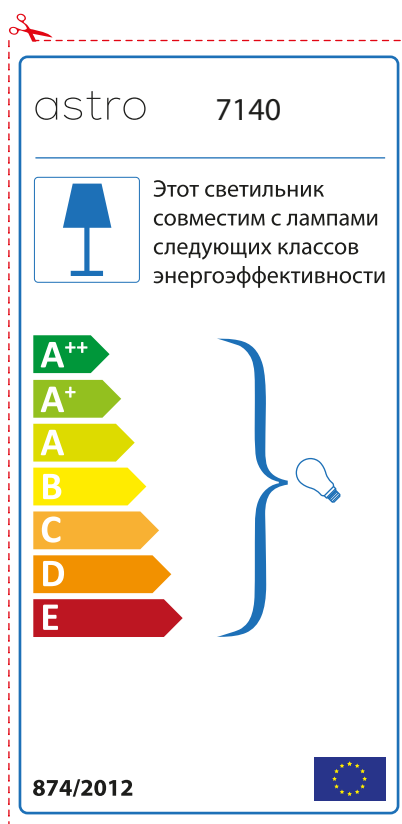 astro 7140
Этот светильник
совместим с лампами
следующих классов
энергоэффективности
A++
A+
A
B
C
D
E
874/2012